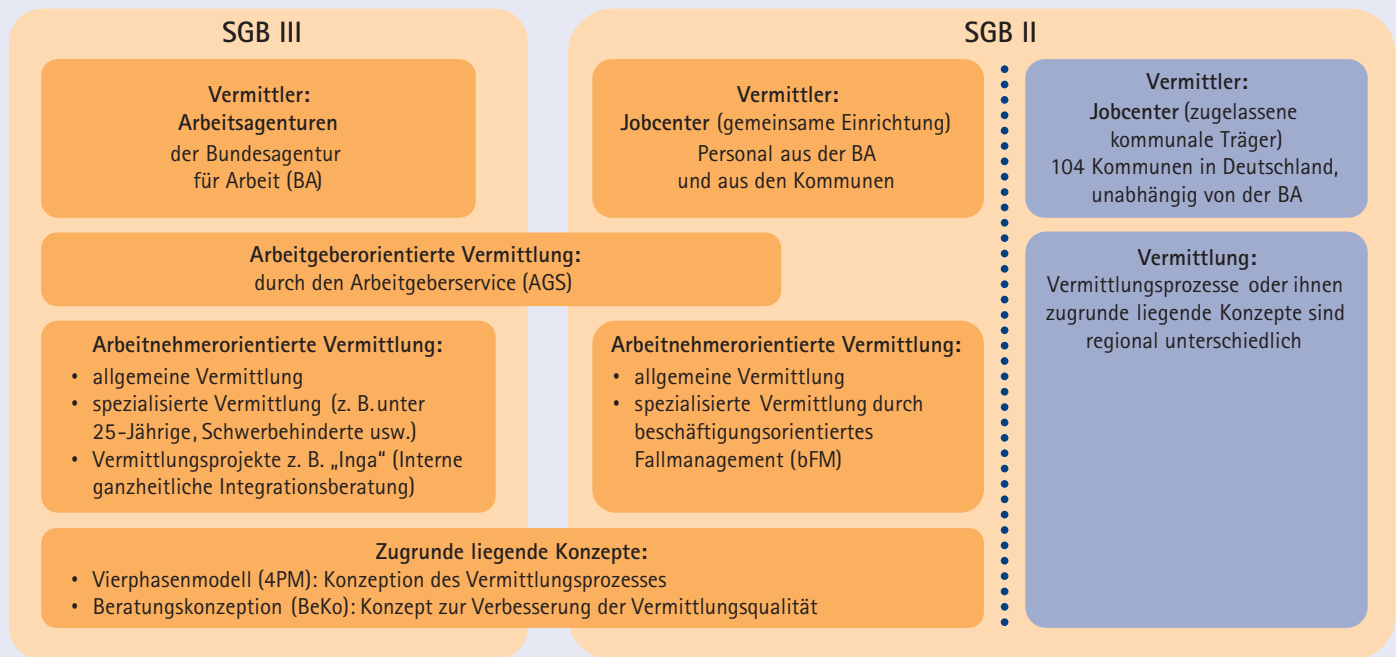 SGB III
Vermittler:
Arbeitsagenturen
der Bundesagentur
für Arbeit (BA)
SGB II
Vermittler:
Jobcenter (gemeinsame Einrichtung)
Personal aus der BA
und aus den Kommunen
Vermittler:
Jobcenter (zugelassene
kommunale Träger)
104 Kommunen in Deutschland,
unabhängig von der BA
Arbeitgeberorientierte Vermittlung:
durch den Arbeitgeberservice (AGS)
Vermittlung:
Vermittlungsprozesse oder ihnen
zugrunde liegende Konzepte sind
regional unterschiedlich
Arbeitnehmerorientierte Vermittlung:
• allgemeine Vermittlung
• spezialisierte Vermittlung (z. B. unter
25-Jährige, Schwerbehinderte usw.)
• Vermittlungsprojekte z. B. „Inga“ (Interne
ganzheitliche Integrationsberatung)
Arbeitnehmerorientierte Vermittlung:
• allgemeine Vermittlung
• spezialisierte Vermittlung durch
beschäftigungsorientiertes
Fallmanagement (bFM)
Zugrunde liegende Konzepte:
• Vierphasenmodell (4PM): Konzeption des Vermittlungsprozesses
• Beratungskonzeption (BeKo): Konzept zur Verbesserung der Vermittlungsqualität